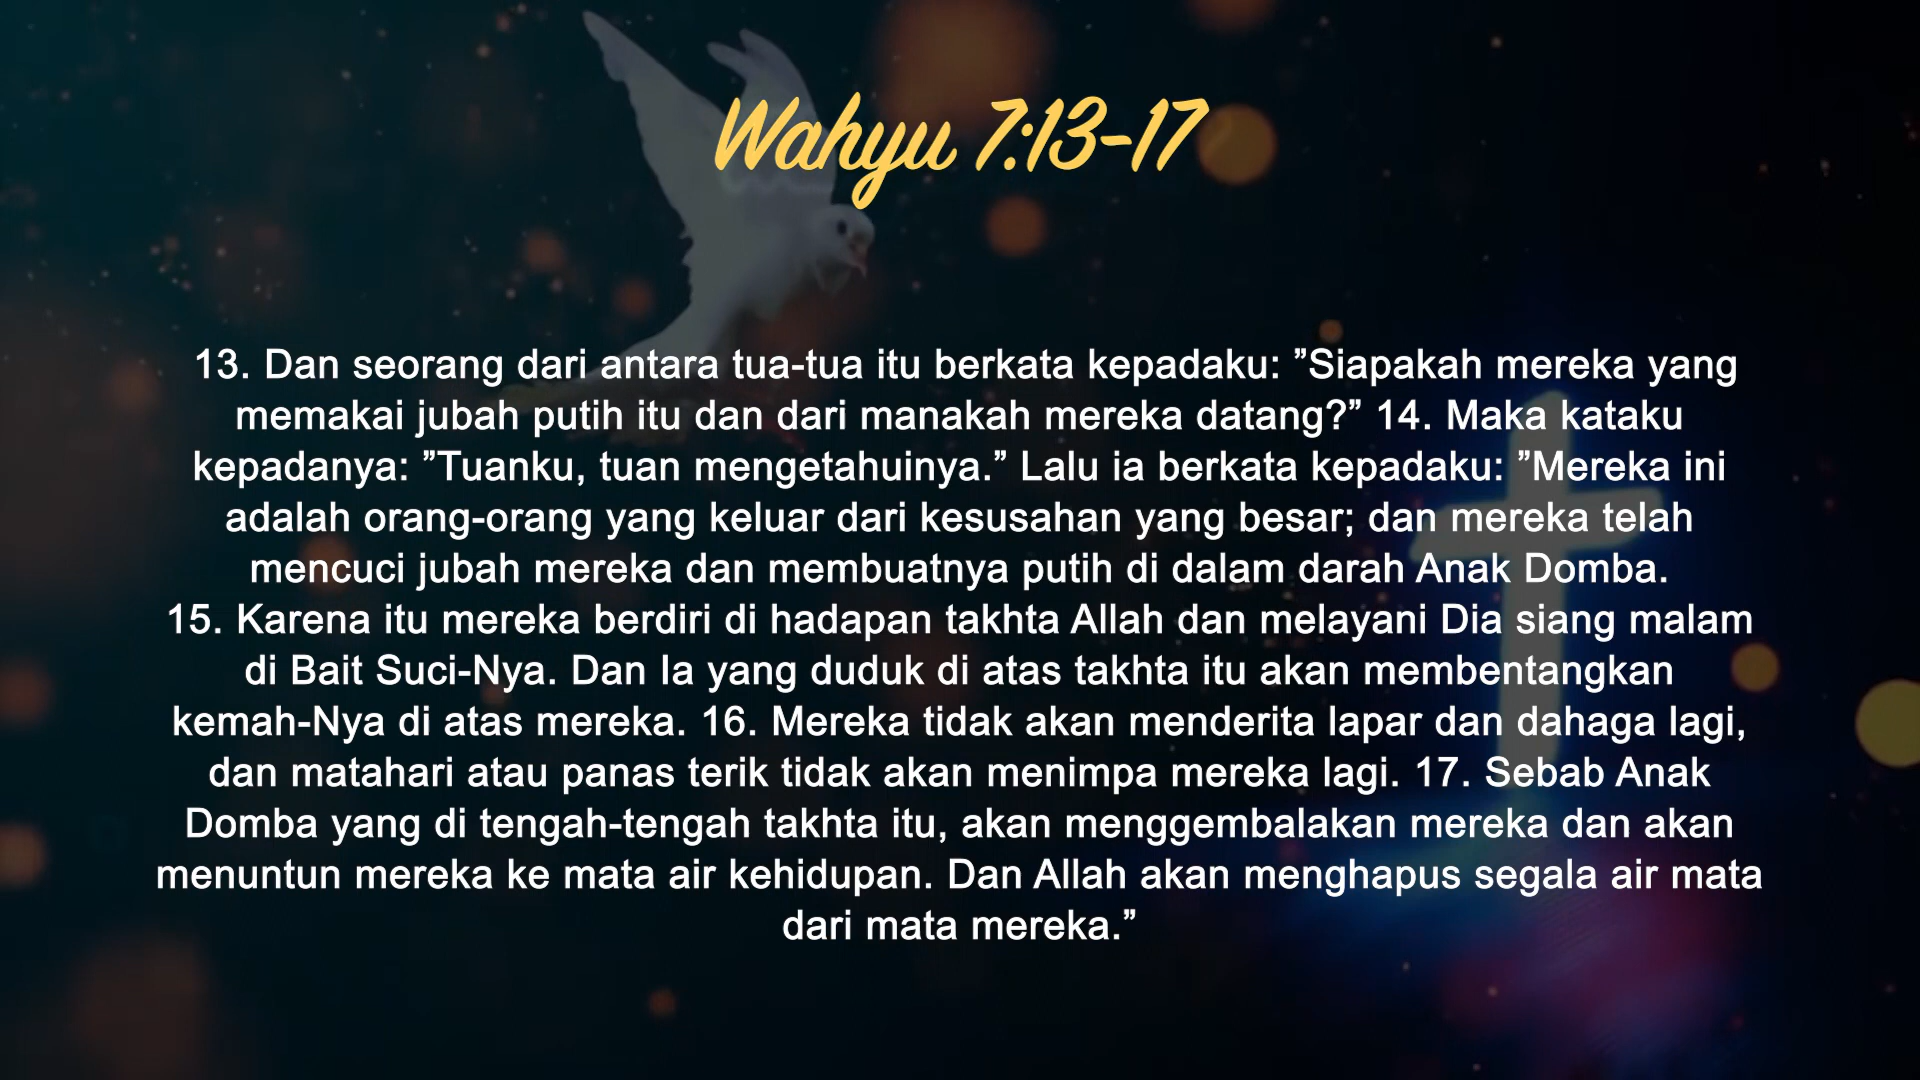 Wahyu 7:13-17
13. Dan seorang dari antara tua-tua itu berkata kepadaku: ”Siapakah mereka yang
memakai jubah putih itu dan dari manakah mereka datang?” 14. Maka kataku
kepadanya: ”Tuanku, tuan mengetahuinya.” Lalu ia berkata kepadaku: ”Mereka ini
adalah orang-orang yang keluar dari kesusahan yang besar; dan mereka telah
mencuci jubah mereka dan membuatnya putih di dalam darah Anak Domba.
15. Karena itu mereka berdiri di hadapan takhta Allah dan melayani Dia siang malam
di Bait Suci-Nya. Dan Ia yang duduk di atas takhta itu akan membentangkan
kemah-Nya di atas mereka. 16. Mereka tidak akan menderita lapar dan dahaga lagi,
dan matahari atau panas terik tidak akan menimpa mereka lagi. 17. Sebab Anak
Domba yang di tengah-tengah takhta itu, akan menggembalakan mereka dan akan
menuntun mereka ke mata air kehidupan. Dan Allah akan menghapus segala air mata
dari mata mereka.”